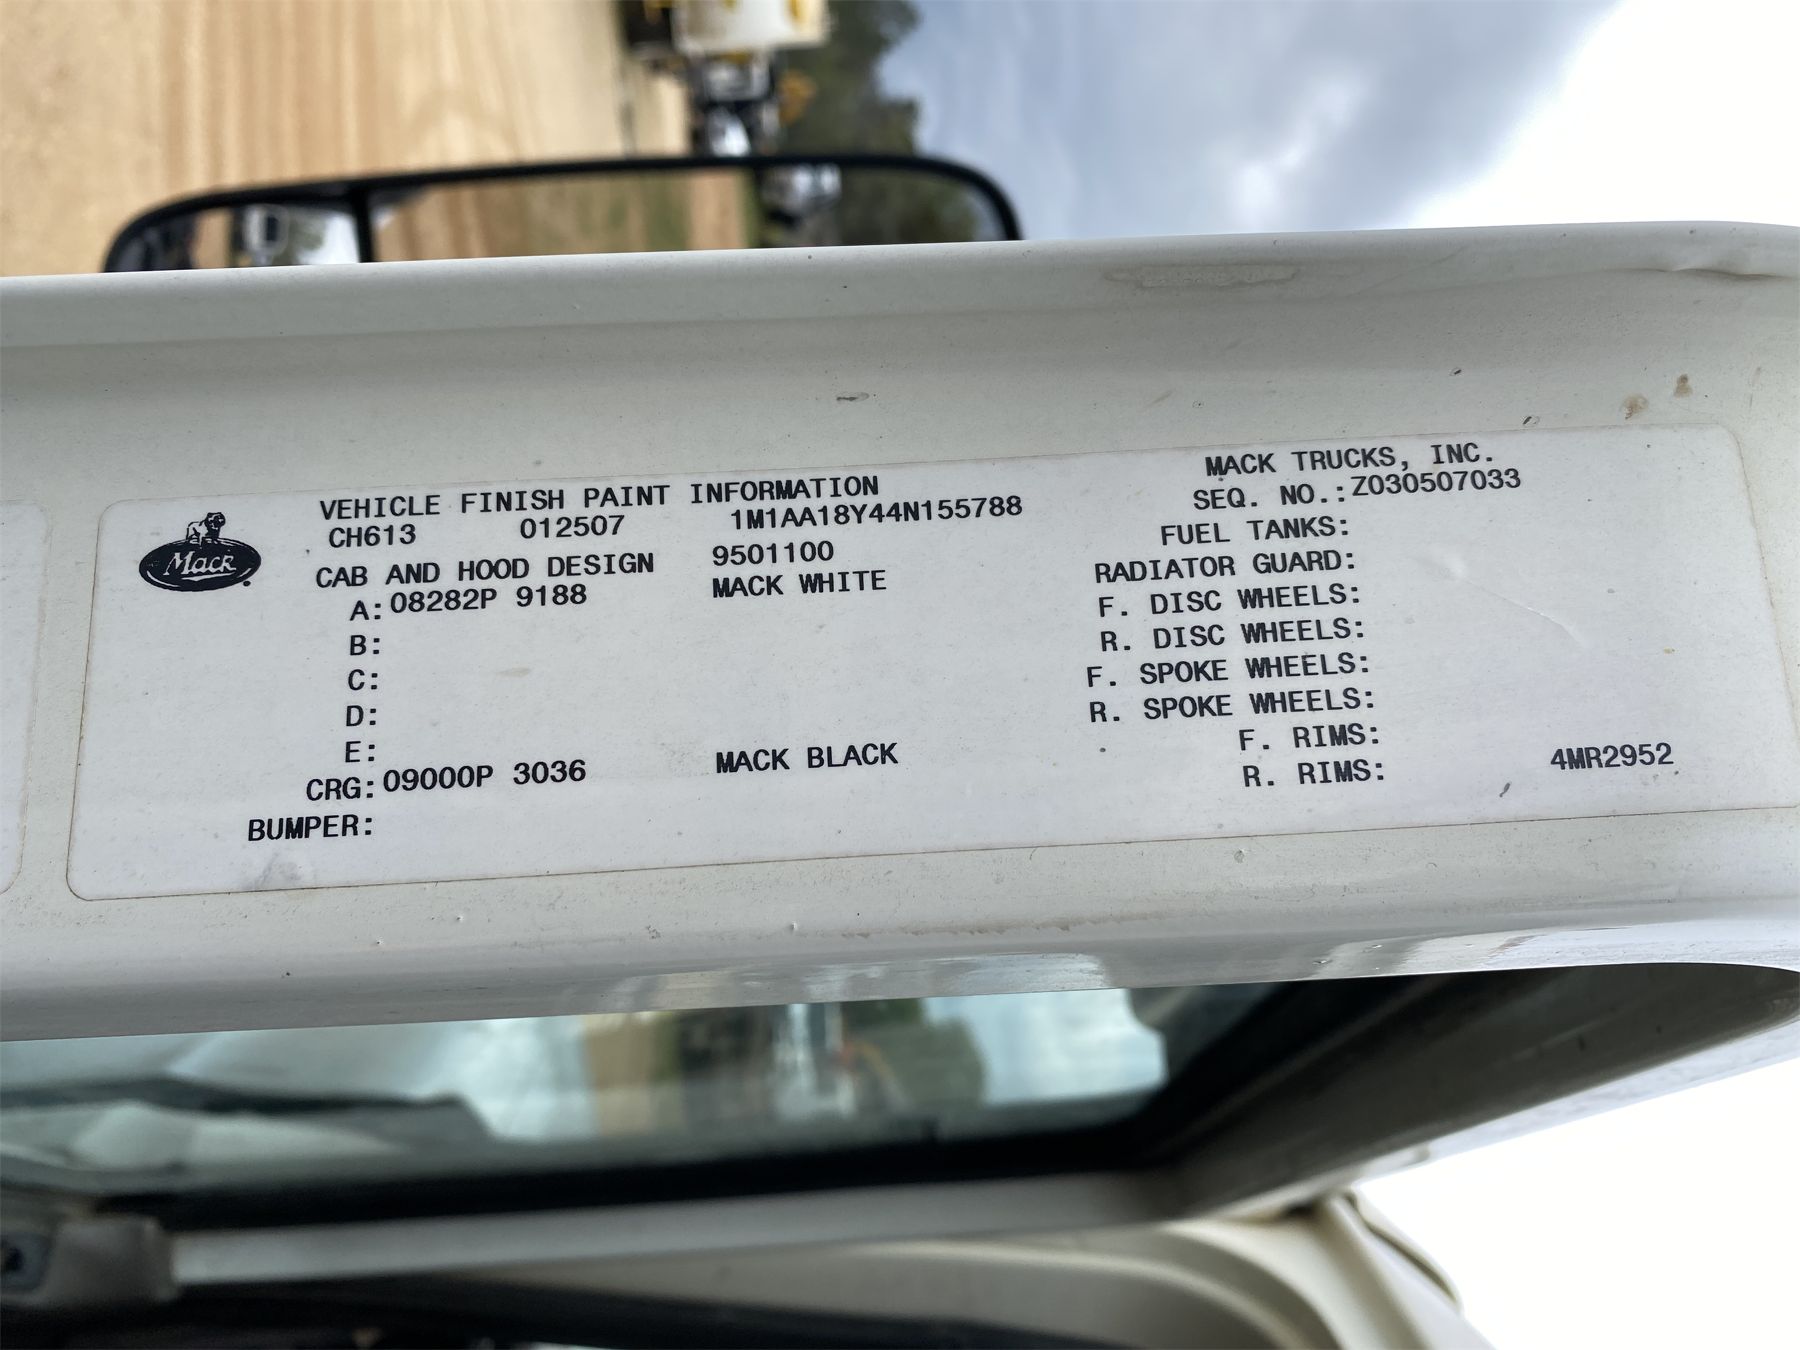 Mack
VEHICLE FINISH PAINT INFORMATION
CH613 012507 1M1AA18Y44N155788
CAB AND HOOD DESIGN 9501100
A: 08282P 9188 MACK WHITE
B:
C:
D:
E:
CRG: 09000P 3036 MACK BLACK
BUMPER:
MACK TRUCKS, INC.
SEQ. NO.: Z030507033
FUEL TANKS:
RADIATOR GUARD:
F. DISC WHEELS:
R. DISC WHEELS:
F. SPOKE WHEELS:
R. SPOKE WHEELS:
F. RIMS:
R. RIMS: 4MR2952